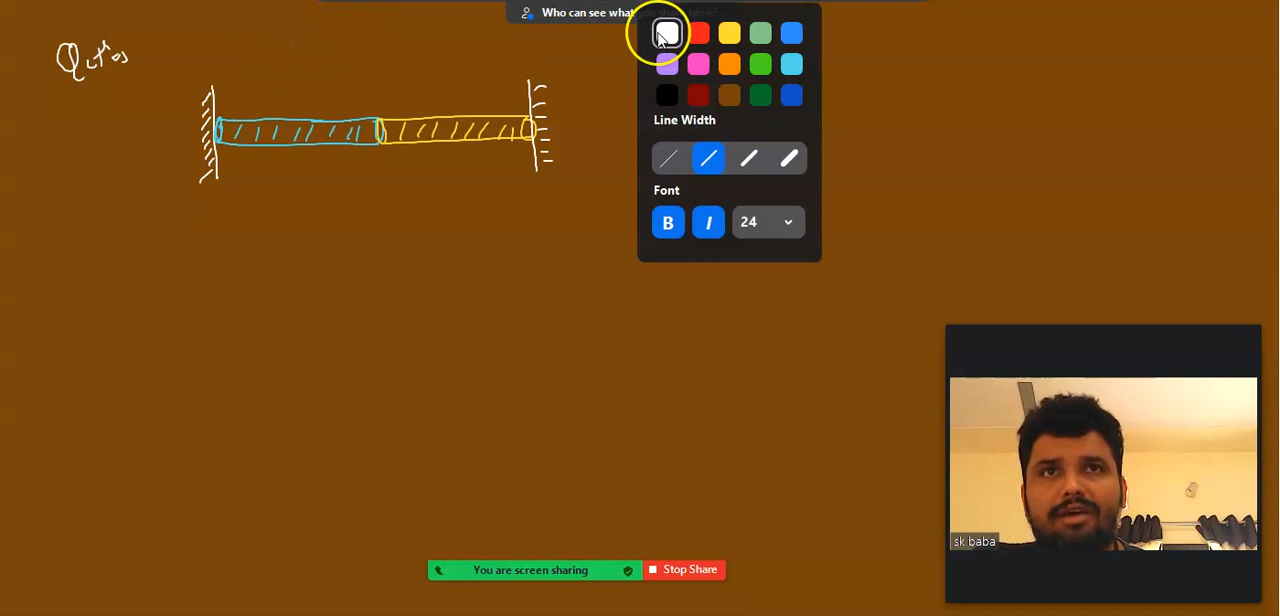 Who can see what
Line Width
Font
B I 24
sk baba
You are screen sharing Stop Share